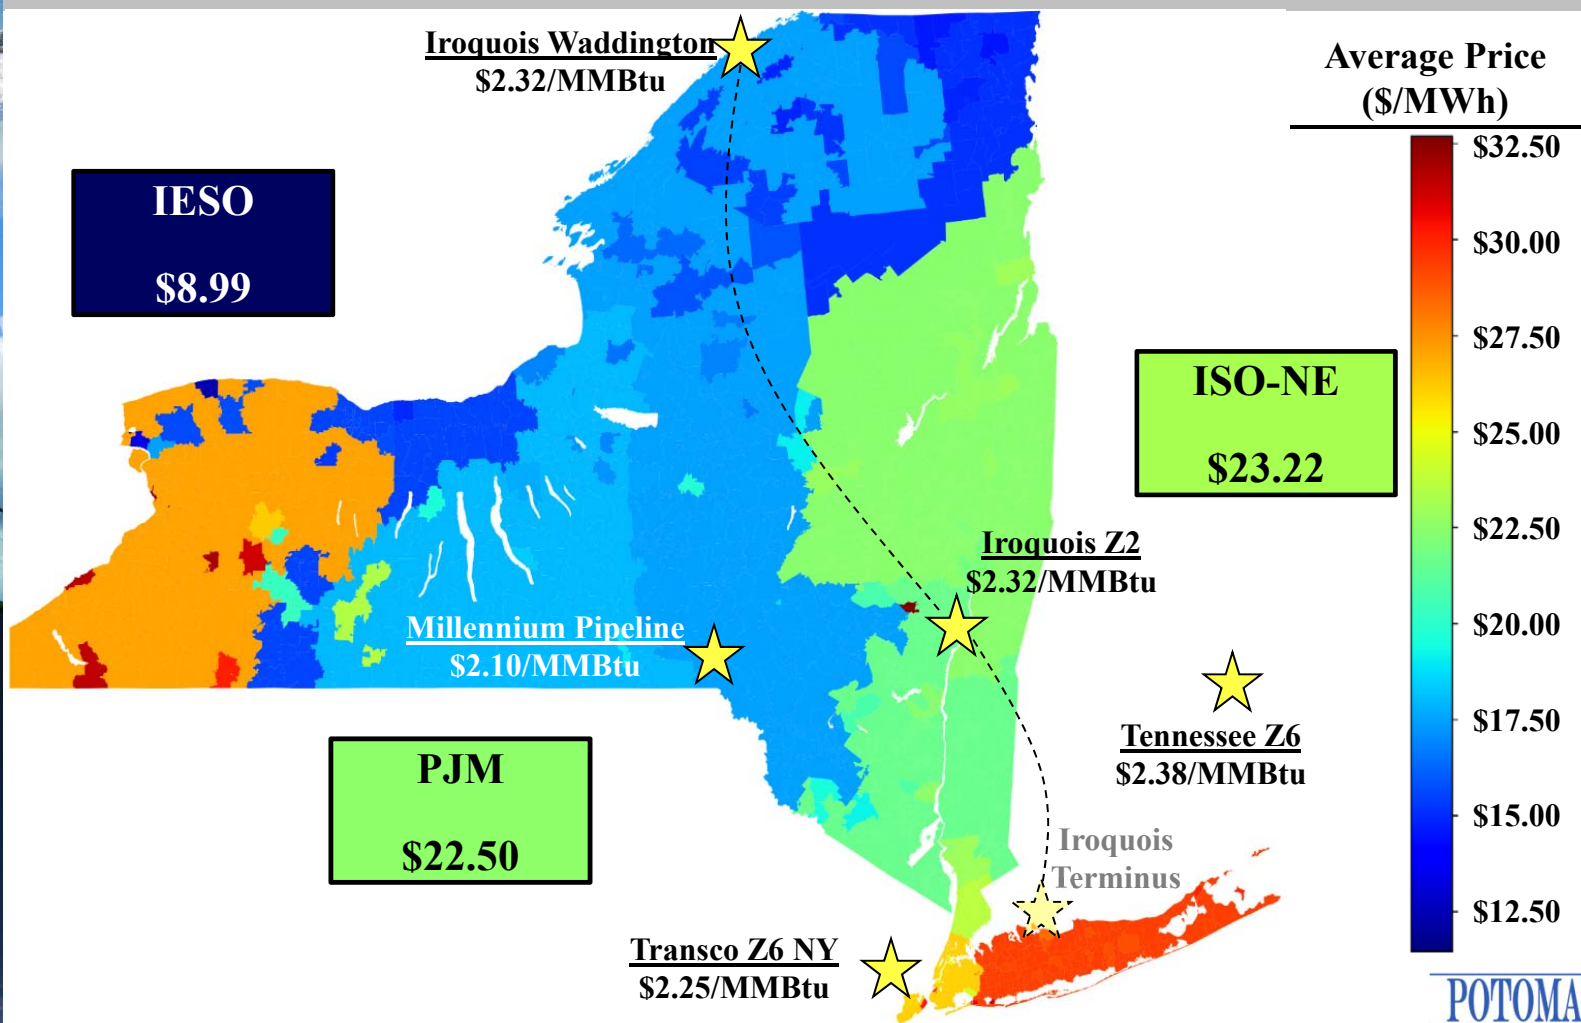 Iroquois Waddington
$2.32/MMBtu
Average Price
($/MWh)
$32.50
$30.00
$27.50
$25.00
$22.50
$20.00
$17.50
$15.00
$12.50
IESO
$8.99
ISO-NE
$23.22
Iroquois Z2
$2.32/MMBtu
Millennium Pipeline
$2.10/MMBtu
Tennessee Z6
$2.38/MMBtu
PJM
$22.50
Iroquois
Terminus
Transco Z6 NY
$2.25/MMBtu
POTOMA